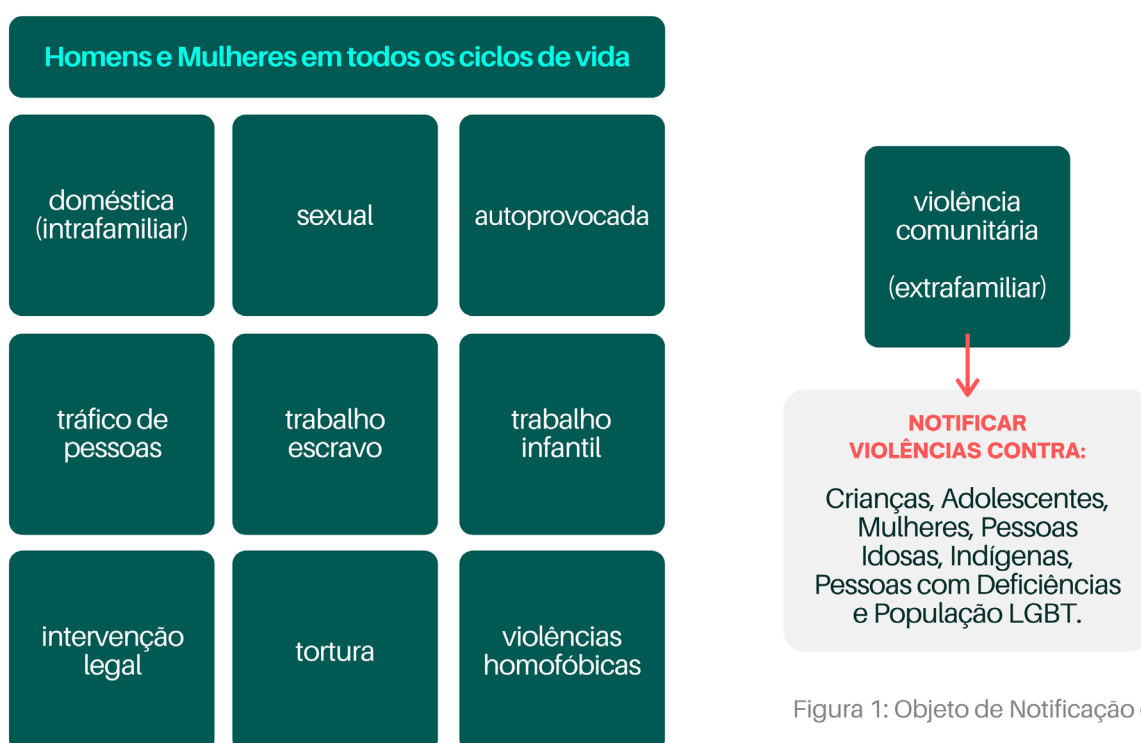 Homens e Mulheres em todos os ciclos de vida
doméstica
(intrafamiliar)
sexual
autoprovocada
tráfico de
pessoas
trabalho
escravo
trabalho
infantil
intervenção
legal
tortura
violências
homofóbicas
violência
comunitária
(extrafamiliar)
NOTIFICAR
VIOLÊNCIAS CONTRA:
Crianças, Adolescentes,
Mulheres, Pessoas
Idosas, Indígenas,
Pessoas com Deficiências
e População LGBT.
Figura 1: Objeto de Notificação